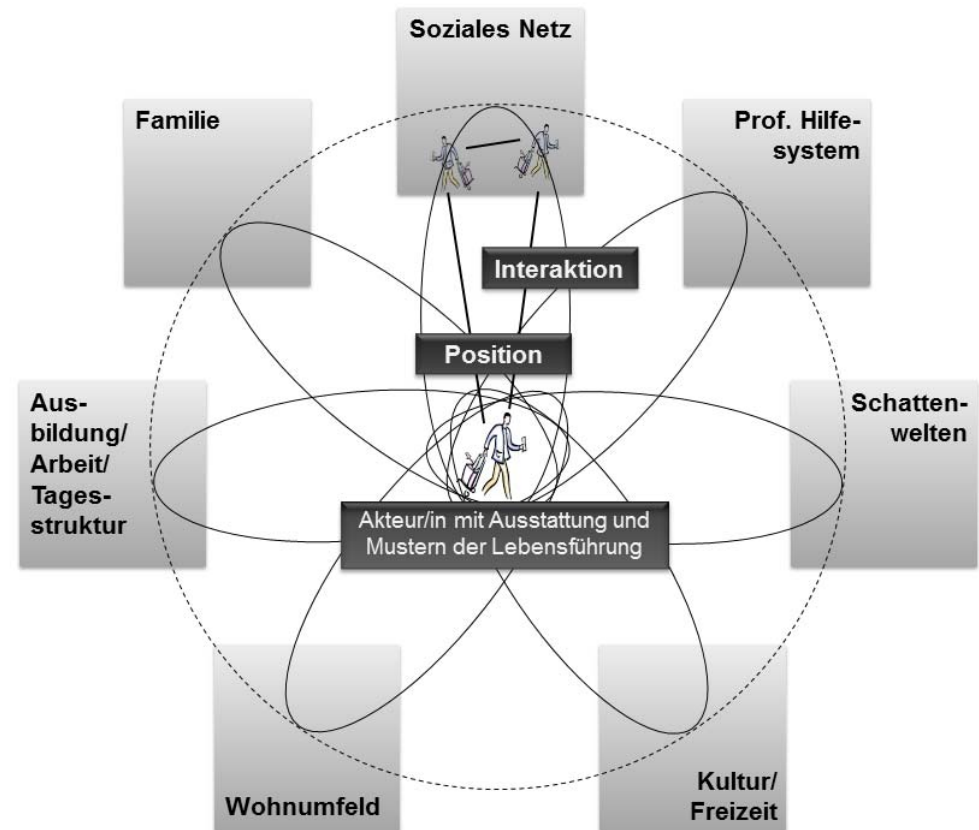 Soziales Netz
Familie
Prof. Hilfe-
system
Interaktion
Position
Aus-
bildung/
Arbeit/
Tages-
struktur
Schatten-
welten
Akteur/in mit Ausstattung und
Mustern der Lebensführung
Wohnumfeld
Kultur/
Freizeit